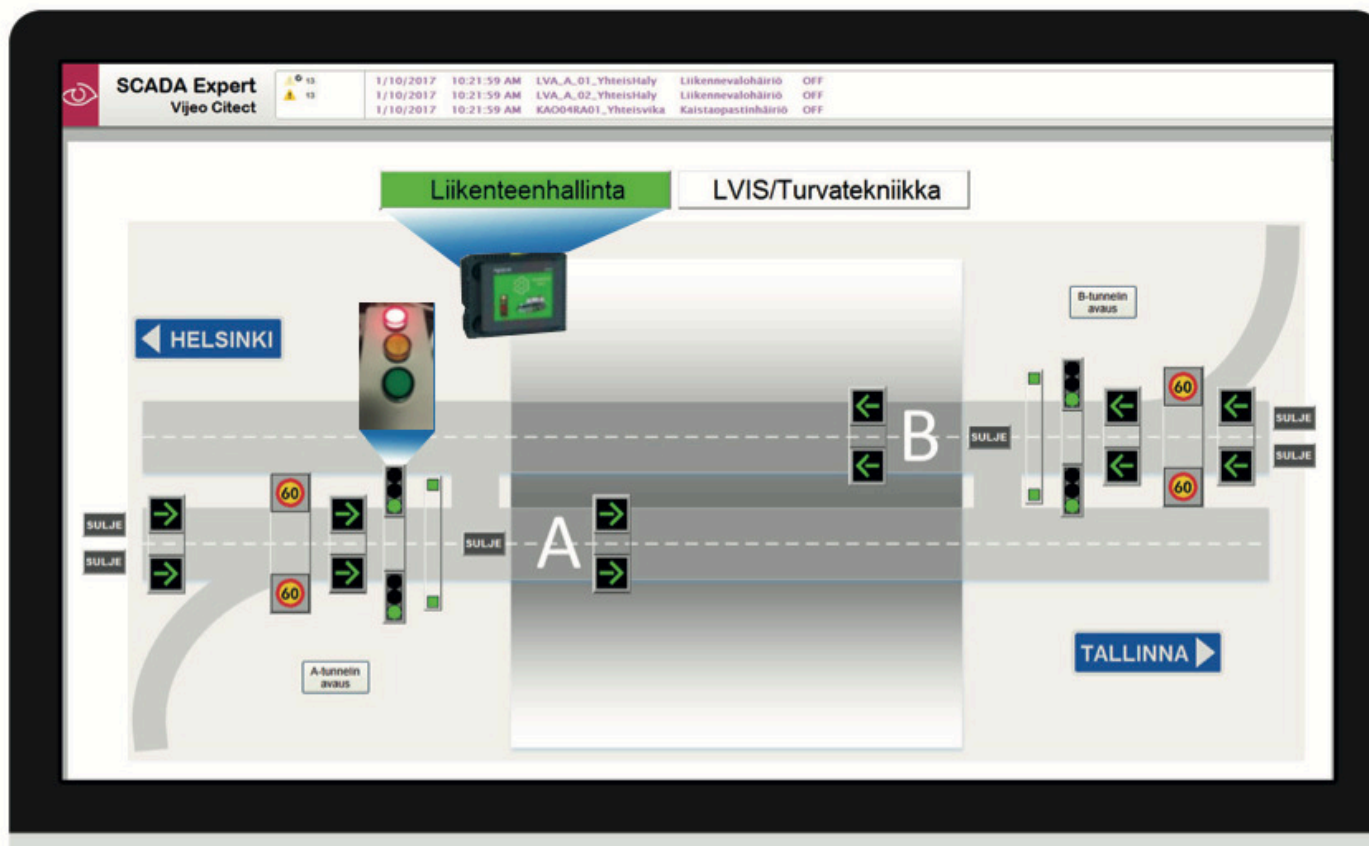 SCADA Expert
Vijeo Citect
13
13
1/10/2017 10:21:59 AM LVA_A_01_YhteisHaly Liikennevalohäiriö OFF
1/10/2017 10:21:59 AM LVA_A_02_YhteisHaly Liikennevalohäiriö OFF
1/10/2017 10:21:59 AM KAO04RA01_Yhteisvika Kaistaopastinhäiriö OFF
Liikenteenhallinta LVIS/Turvatekniikka
B-tunnelin
avaus
HELSINKI
60
60
B
SULJE
SULJE
SULJE
60
60
SULJE
SULJE
SULJE
A
TALLINNA
A-tunnelin
avaus